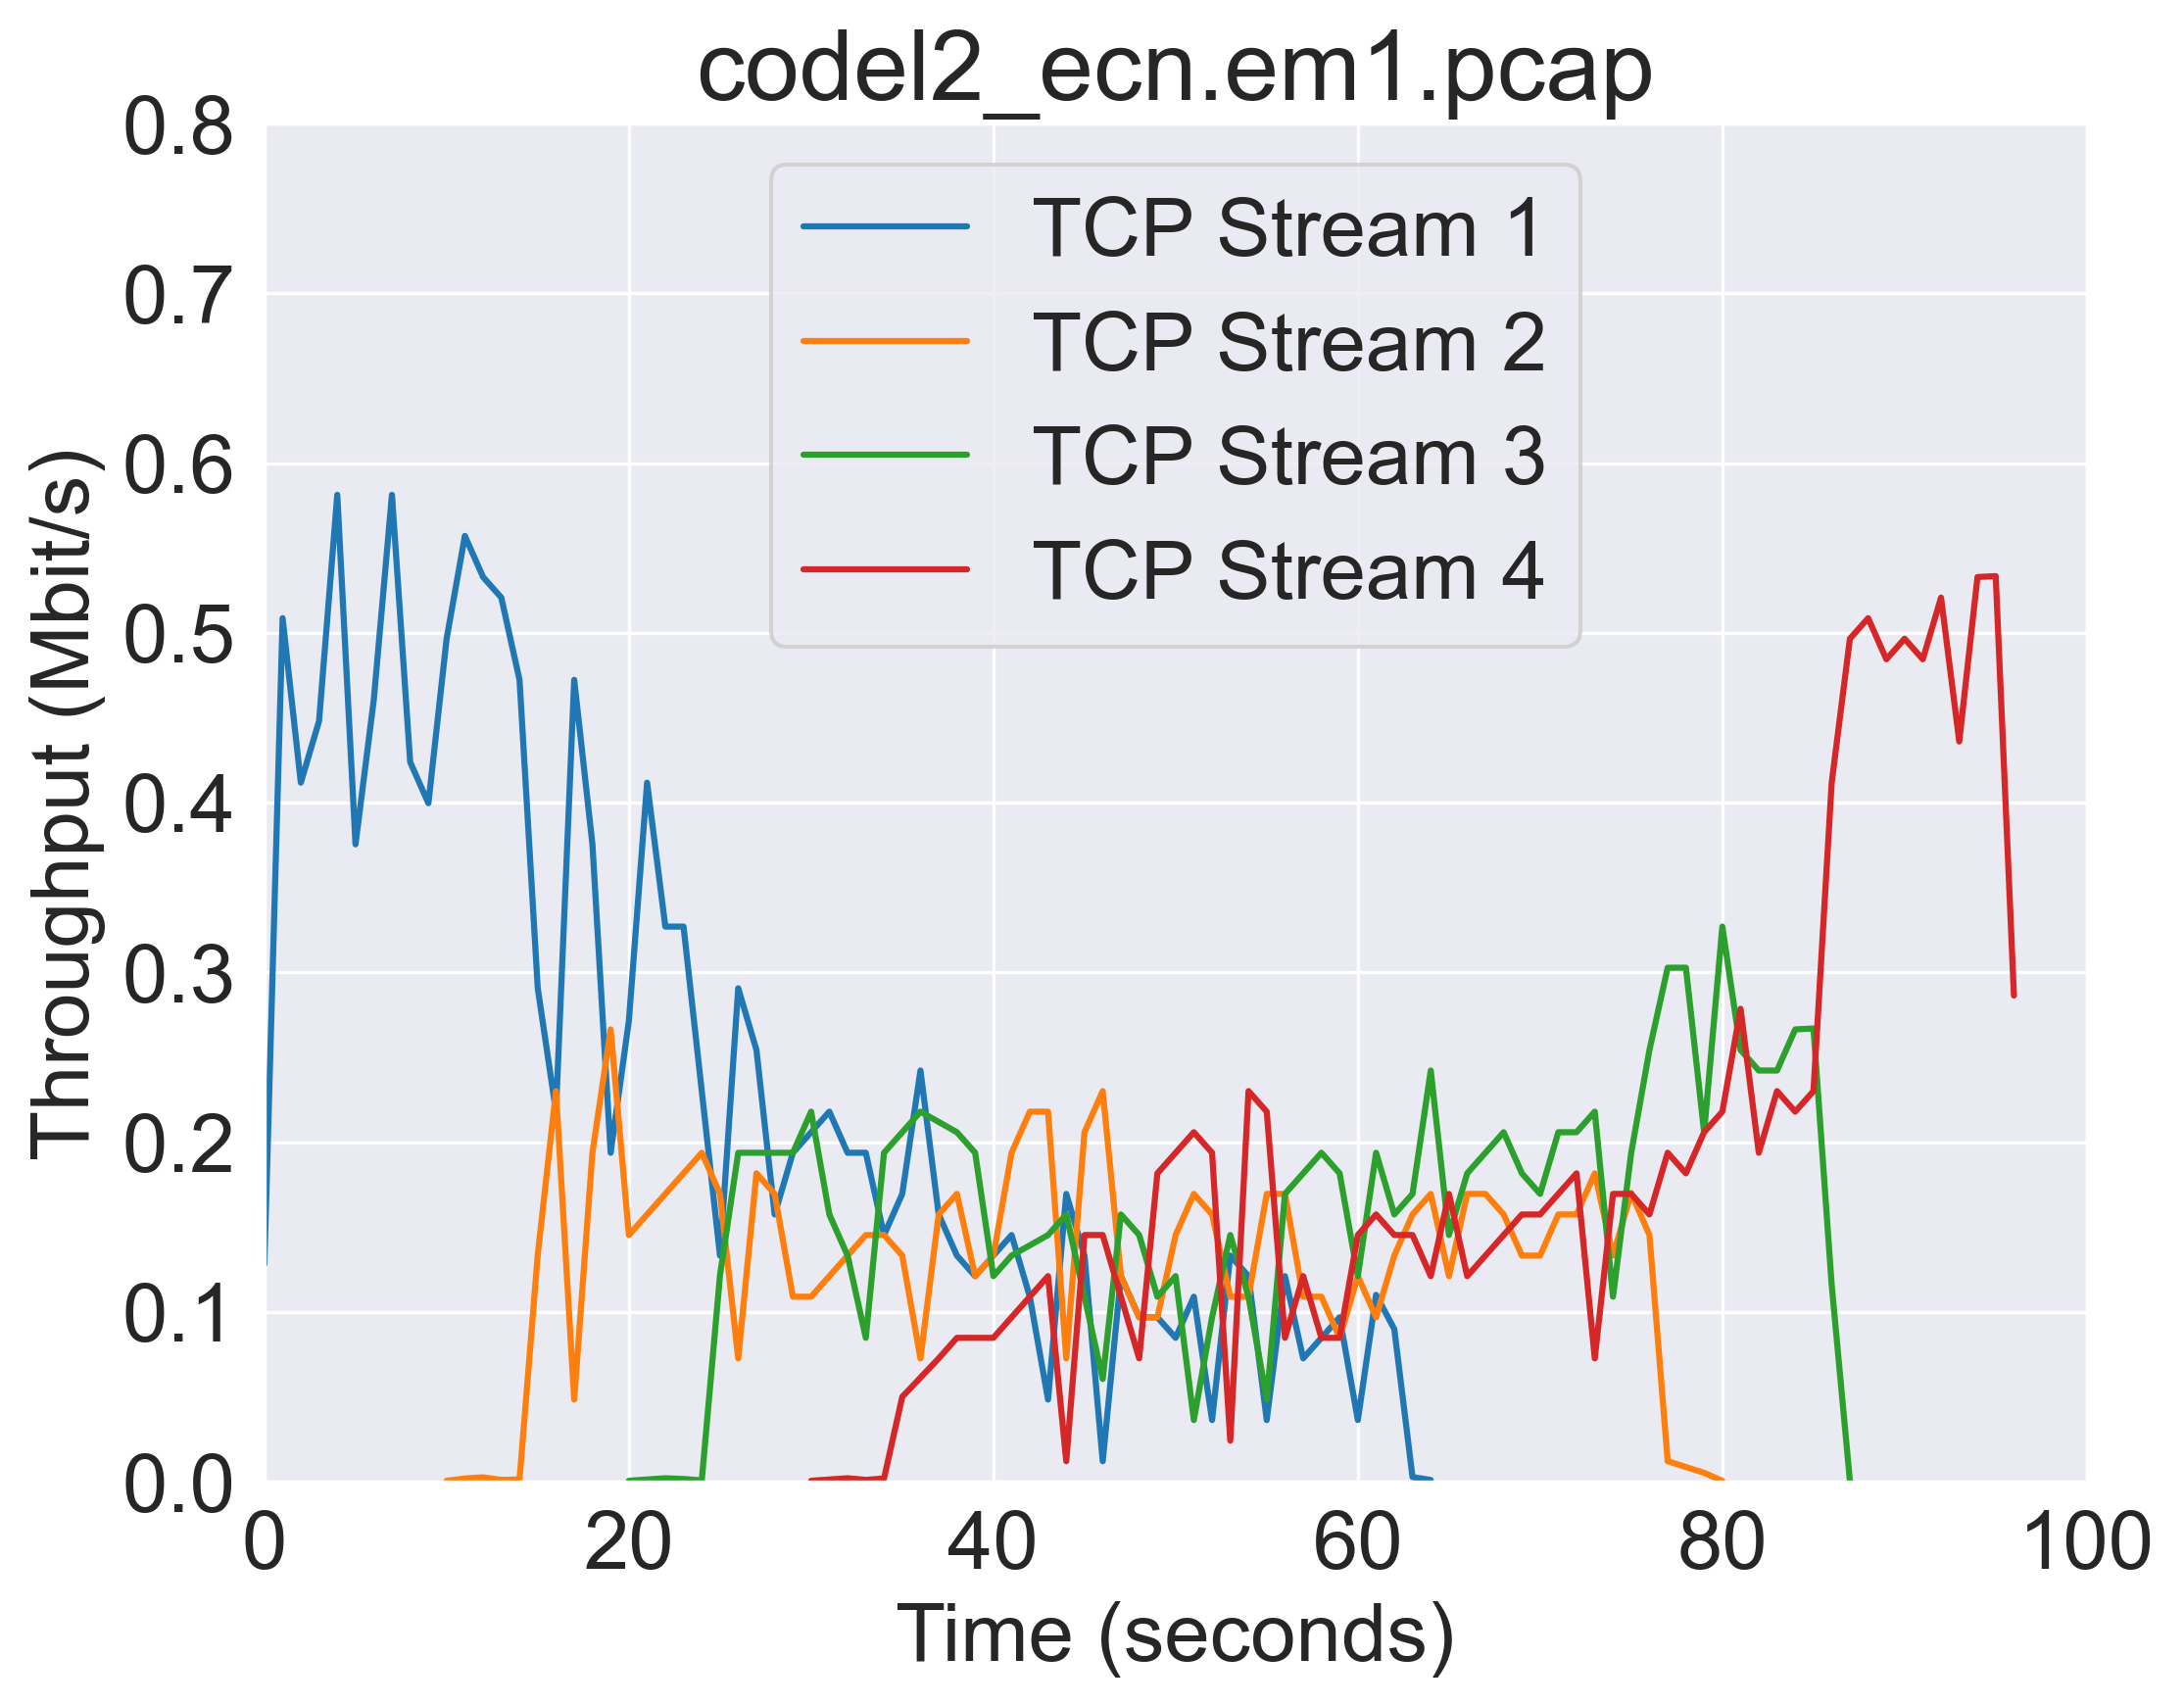 codel2_ecn.em1.pcap
0.8
0.7
0.6
0.5
0.4
0.3
0.2
0.1
0.0
Throughput (Mbit/s)
TCP Stream 1
TCP Stream 2
TCP Stream 3
TCP Stream 4
0 20 40 60 80 100
Time (seconds)